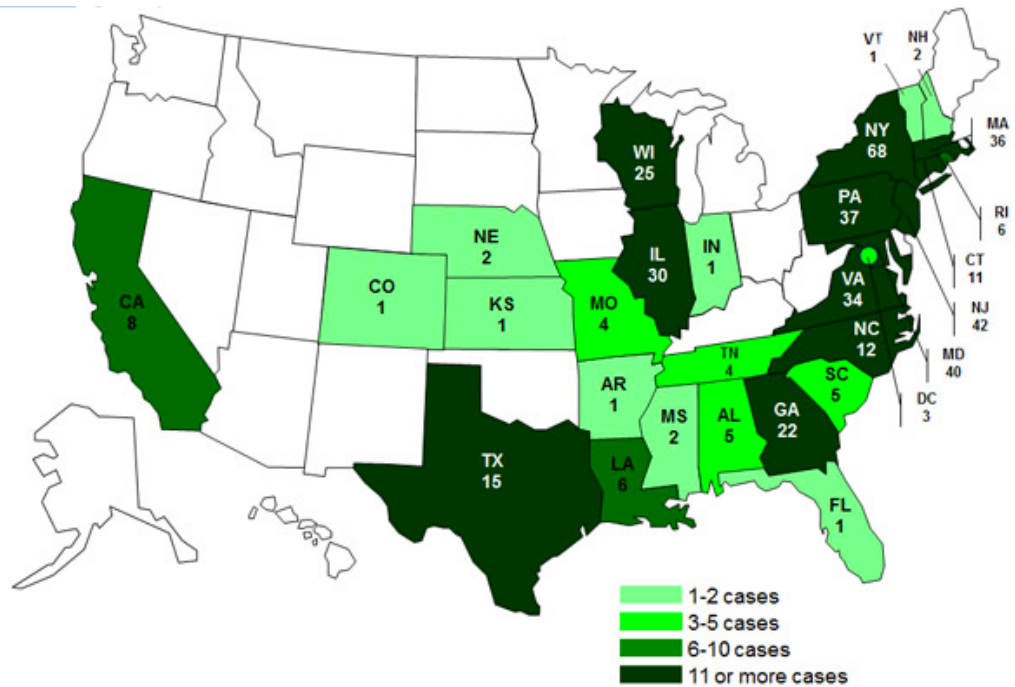 VT
1
NH
2
MA
36
NY
68
WI
25
PA
37
RI
6
NE
2
IN
1
IL
30
CT
11
VA
34
CO
1
KS
1
MO
4
CA
8
NJ
42
NC
12
TN
4
MD
40
SC
5
AR
1
DC
3
MS
2
AL
5
GA
22
TX
15
LA
6
FL
1
1-2 cases
3-5 cases
6-10 cases
11 or more cases